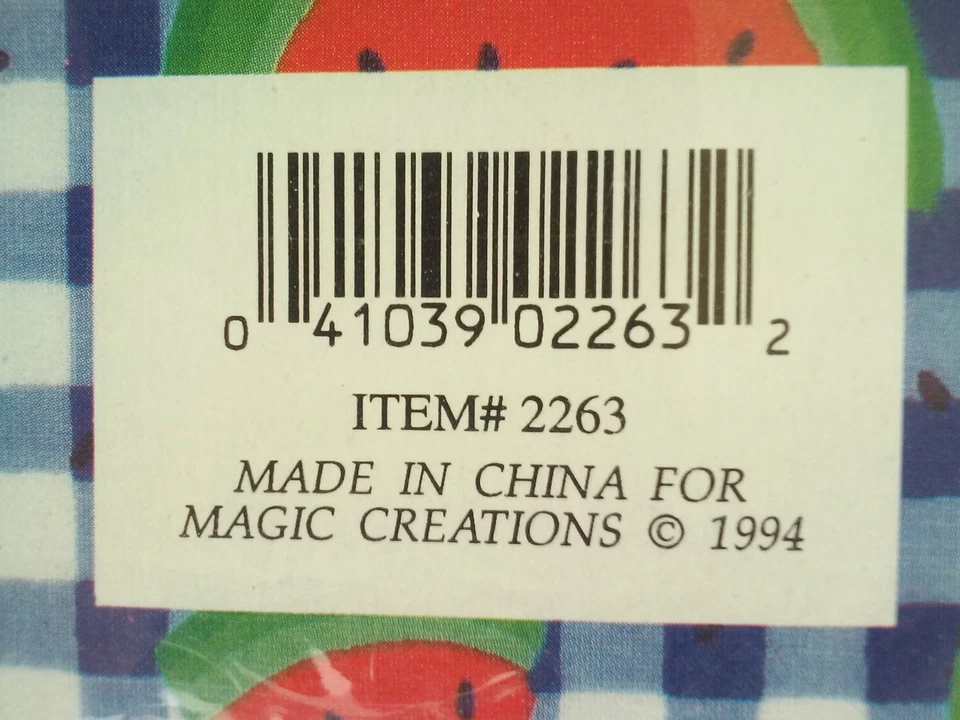 0 41039 02263 2
ITEM# 2263
MADE IN CHINA FOR
MAGIC CREATIONS © 1994